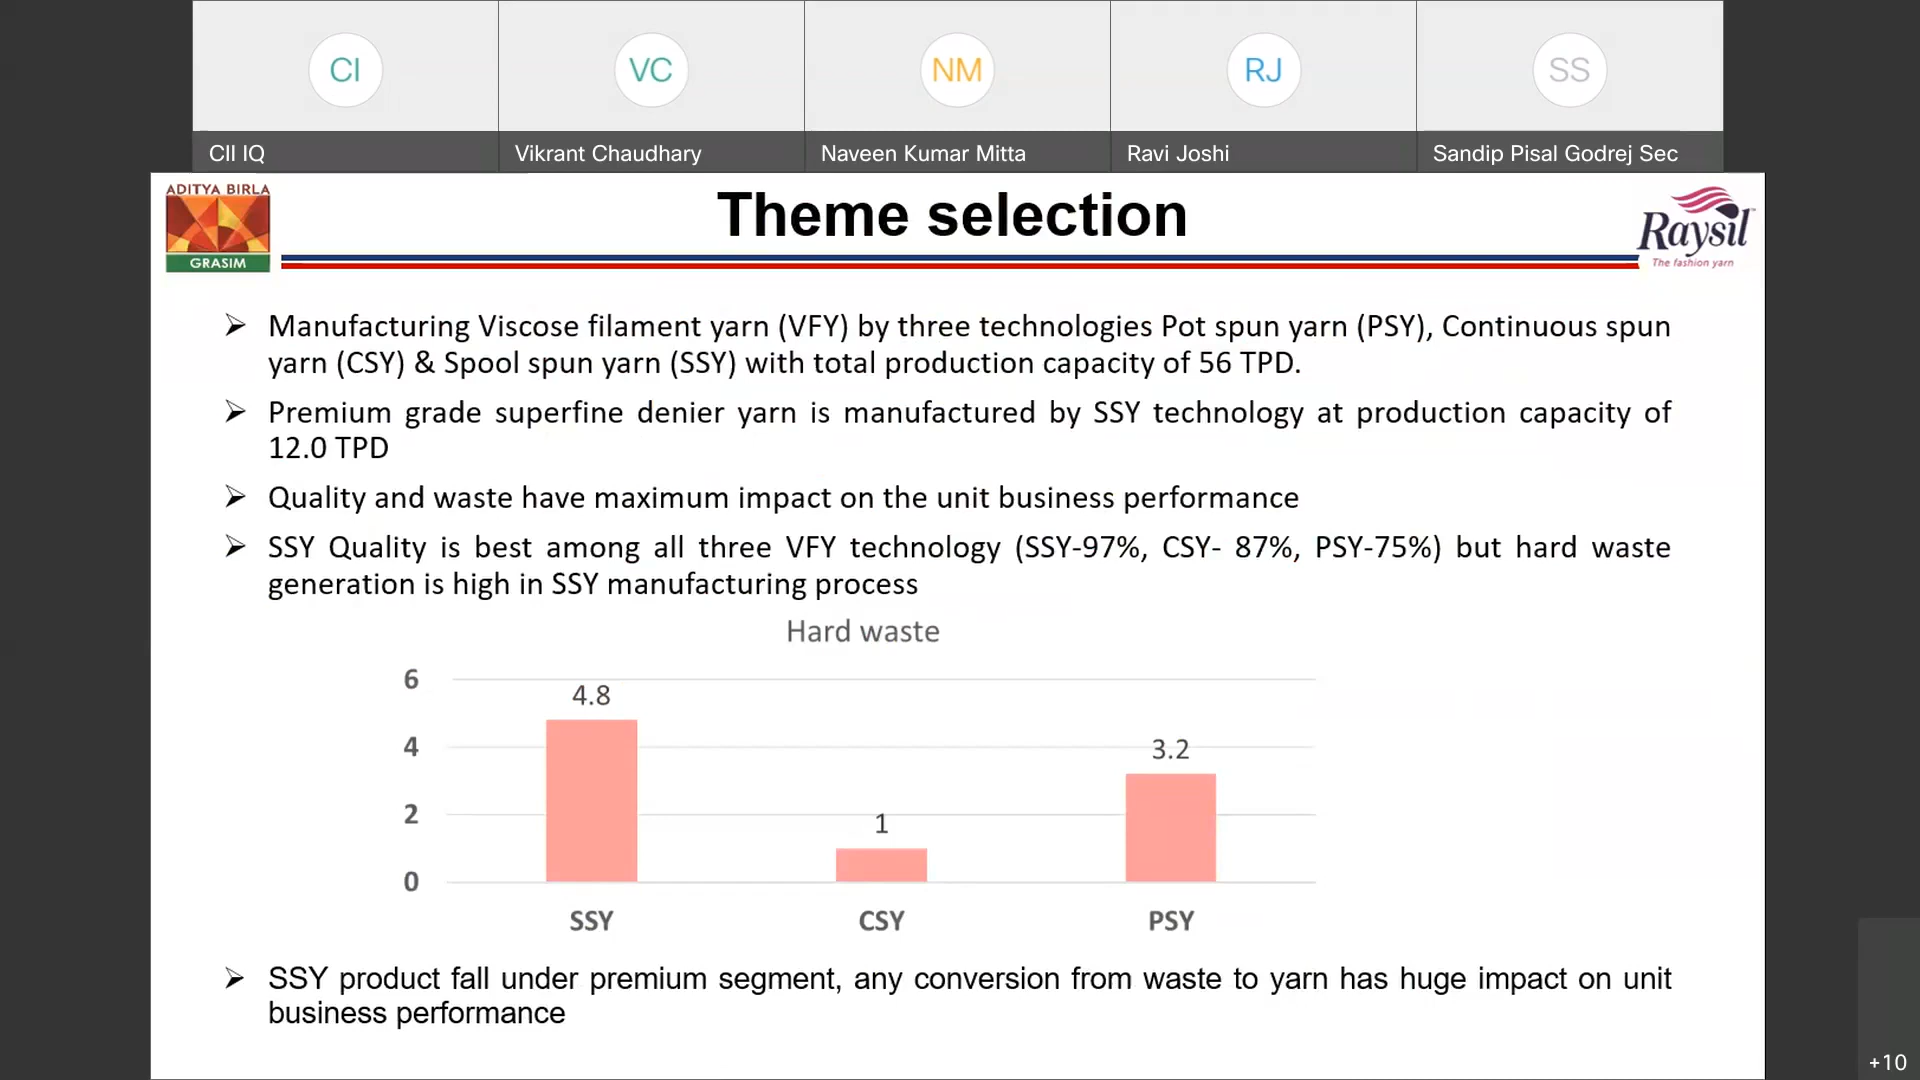 CI
VC
NM
RJ
SS
CII IQ
Vikrant Chaudhary
Naveen Kumar Mitta
Ravi Joshi
Sandip Pisal Godrej Sec
ADITYA BIRLA
GRASIM
Theme selection
Raysil
The fashion yarn
Manufacturing Viscose filament yarn (VFY) by three technologies Pot spun yarn (PSY), Continuous spun
yarn (CSY) & Spool spun yarn (SSY) with total production capacity of 56 TPD.
Premium grade superfine denier yarn is manufactured by SSY technology at production capacity of
12.0 TPD
Quality and waste have maximum impact on the unit business performance
SSY Quality is best among all three VFY technology (SSY-97%, CSY- 87%, PSY-75%) but hard waste
generation is high in SSY manufacturing process
Hard waste
6
4
2
0
4.8
1
3.2
SSY
CSY
PSY
SSY product fall under premium segment, any conversion from waste to yarn has huge impact on unit
business performance
+10